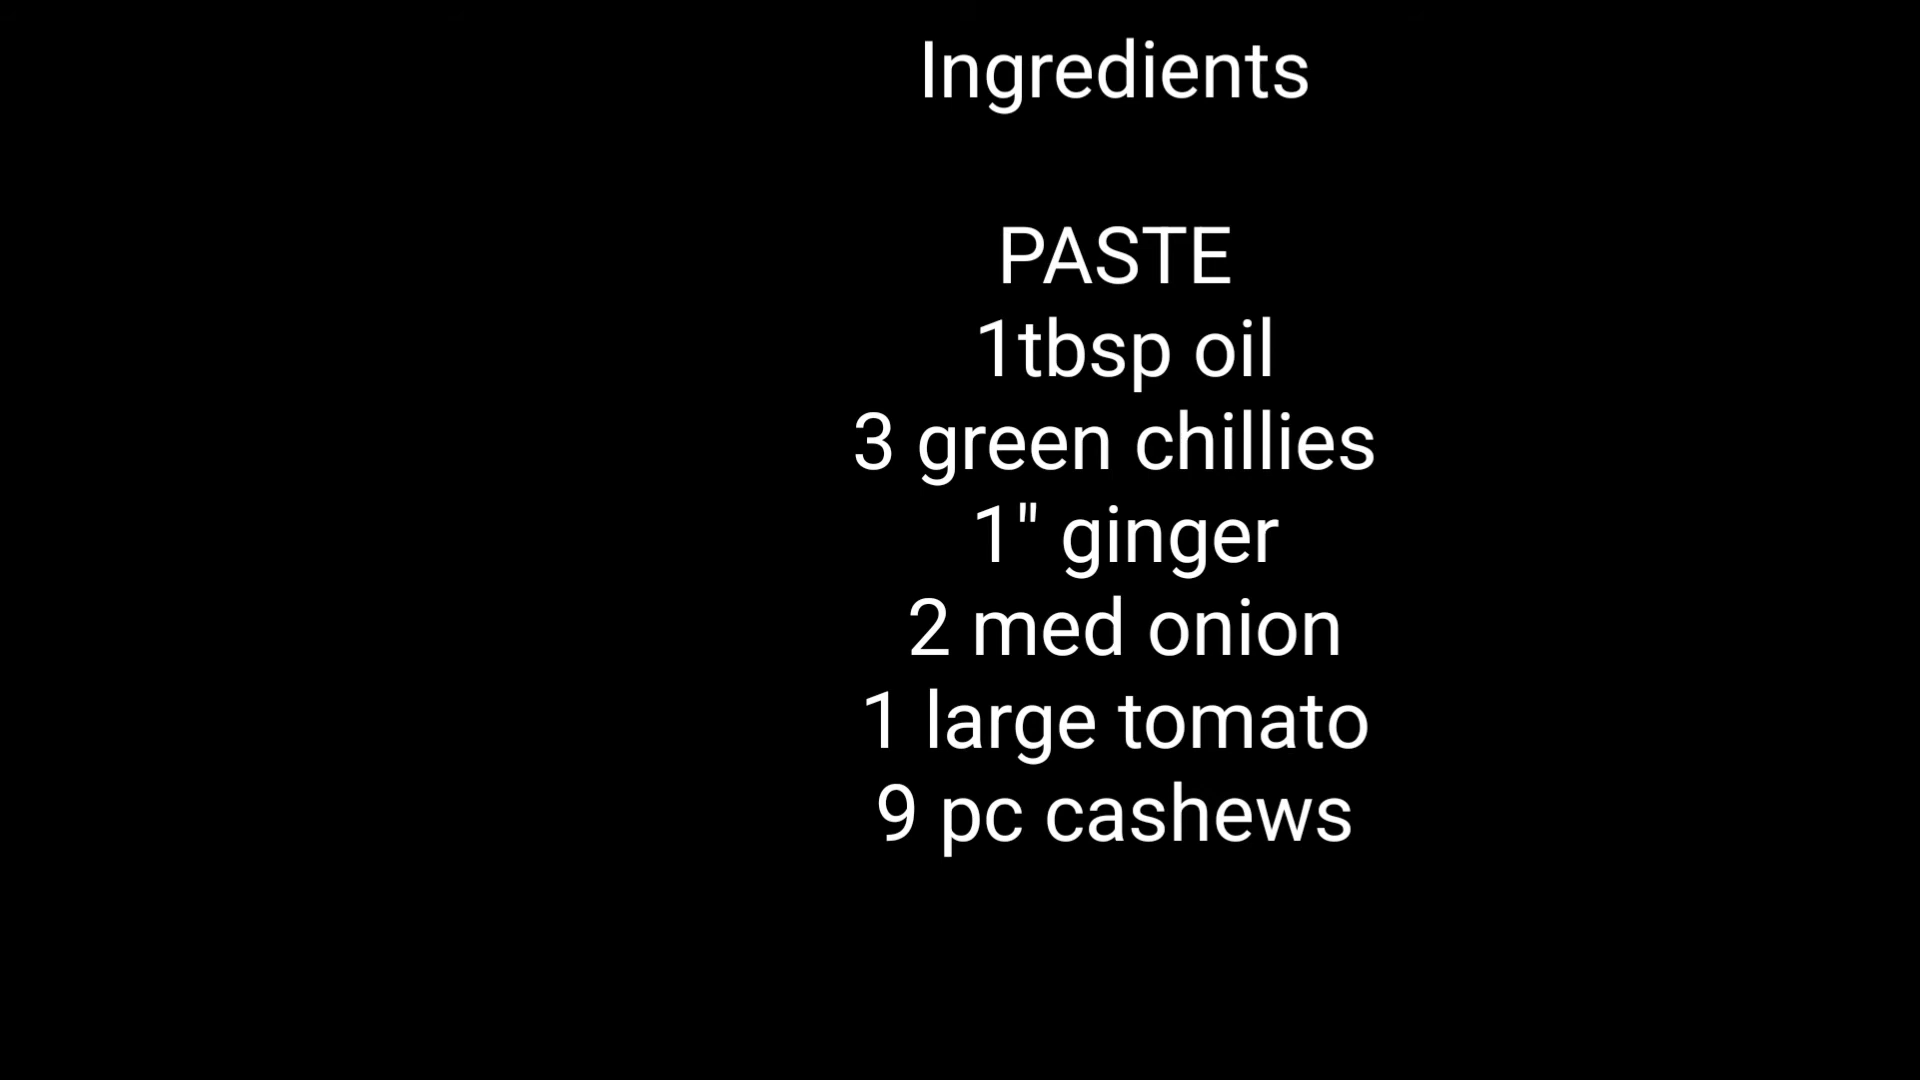 Ingredients
PASTE
1tbsp oil
3 green chillies
1" ginger
2 med onion
1 large tomato
9 pc cashews